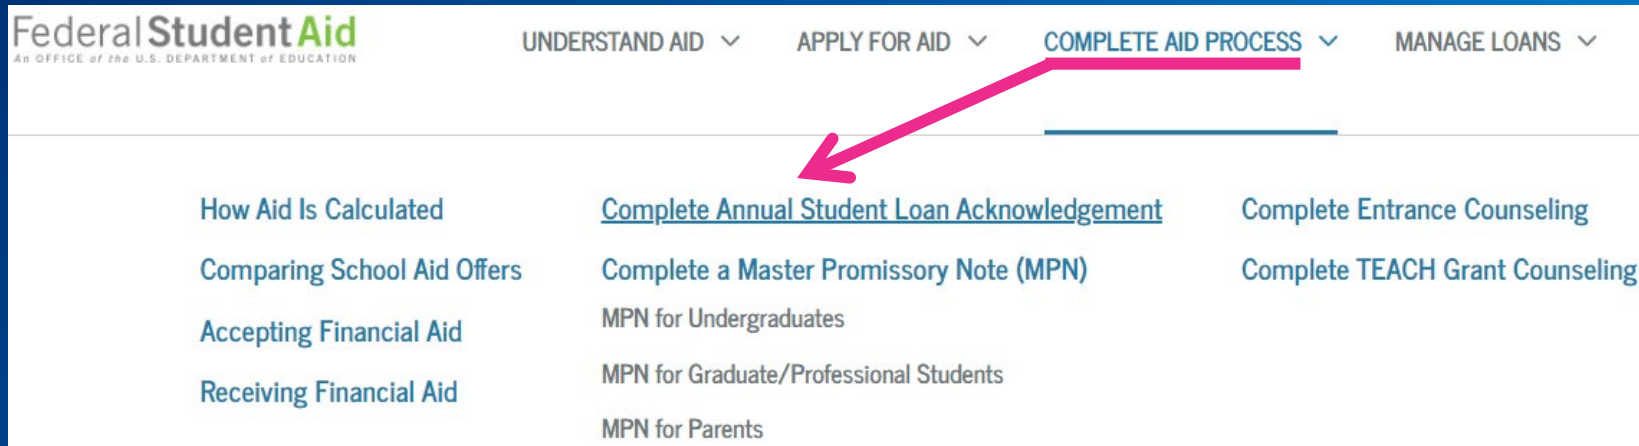 Federal Student Aid
An OFFICE of the U.S. DEPARTMENT of EDUCATION
UNDERSTAND AID
APPLY FOR AID
COMPLETE AID PROCESS
MANAGE LOANS
How Aid Is Calculated
Comparing School Aid Offers
Accepting Financial Aid
Receiving Financial Aid
Complete Annual Student Loan Acknowledgement
Complete a Master Promissory Note (MPN)
MPN for Undergraduates
MPN for Graduate/Professional Students
MPN for Parents
Complete Entrance Counseling
Complete TEACH Grant Counseling